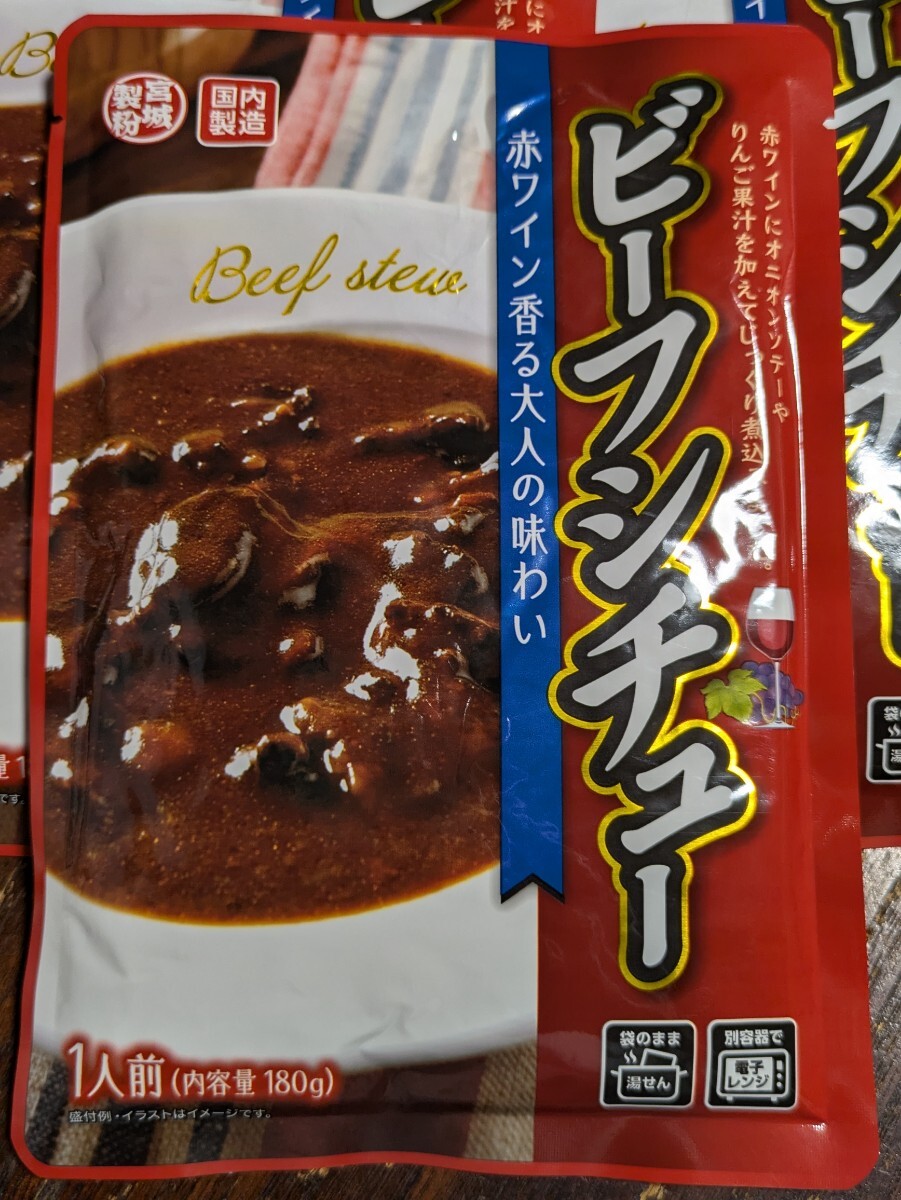 宮城
製粉
国内
製造
Beef stew
赤ワインにオニオンソテーや
りんご果汁を加えてじっくり煮込
ビーフシチュー
赤ワイン香る大人の味わい
1人前(内容量 180g)
盛付例・イラストはイメージです。
袋のまま
湯せん
別容器で
電子
レンジ